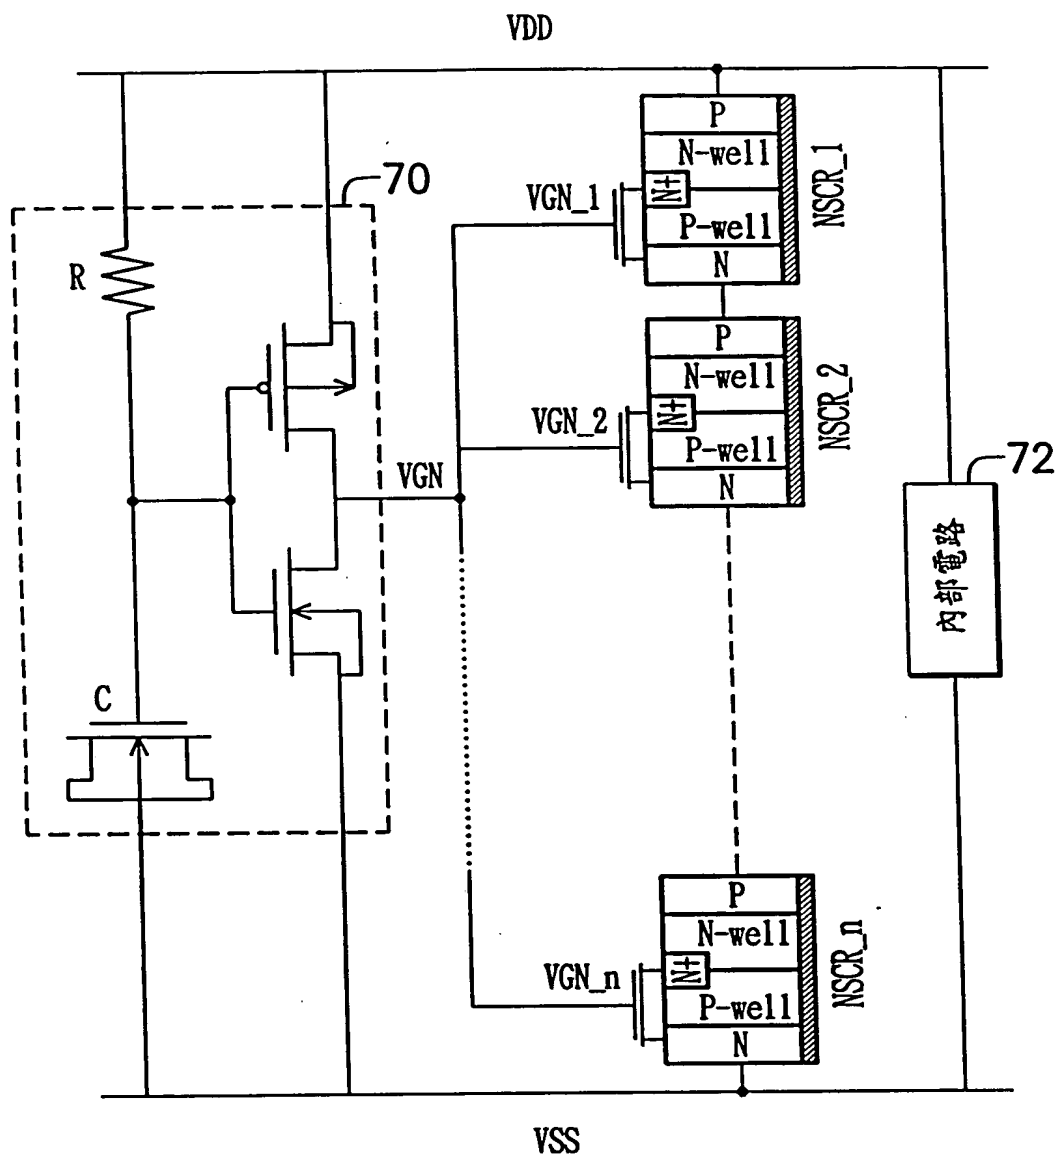 VDD
70
R
VGN_1
P
N-well
N+
P-well
N
NSCR_1
VGN_2
P
N-well
N+
P-well
N
NSCR_2
VGN
72
內部電路
C
VGN_n
P
N-well
N+
P-well
N
NSCR_n
VSS